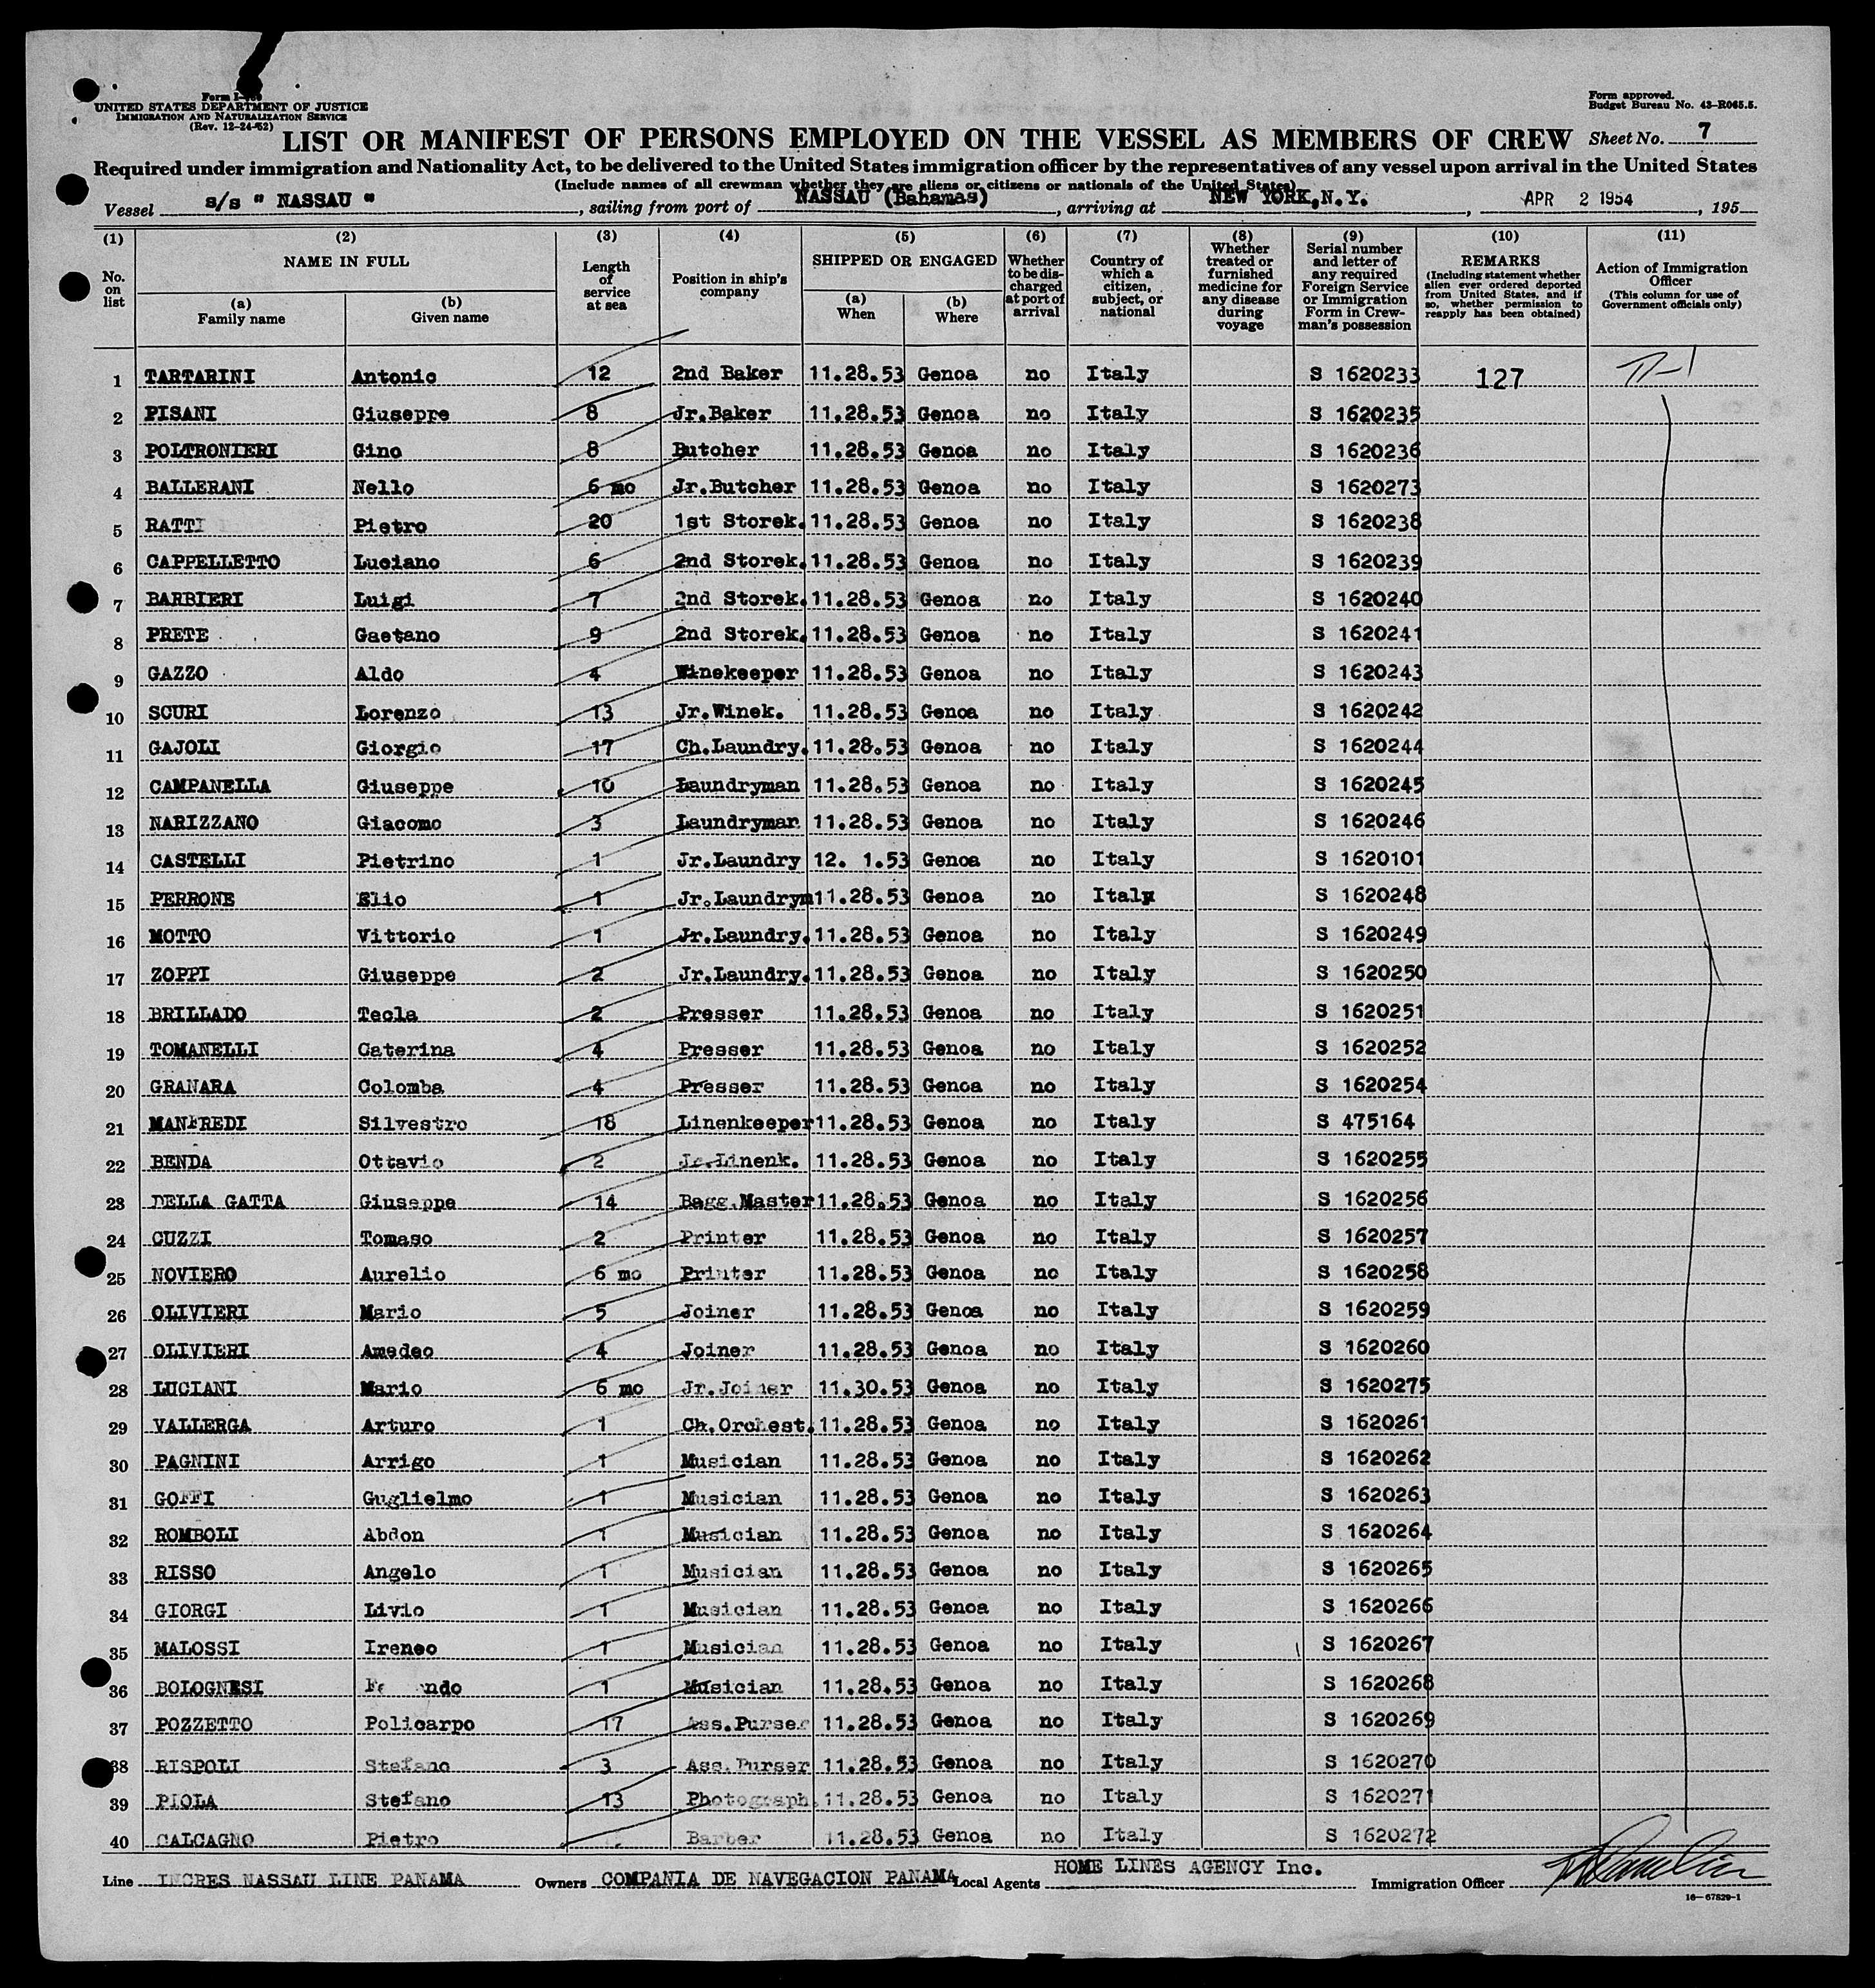 Form approved.
Budget Bureau No. 43-R065.5.
UNITED STATES DEPARTMENT OF JUSTICE
IMMIGRATION AND NATURALIZATION SERVICE
(Rev. 12-24-52)
LIST OR MANIFEST OF PERSONS EMPLOYED ON THE VESSEL AS MEMBERS OF CREW Sheet No. 7
Required under immigration and Nationality Act, to be delivered to the United States immigration officer by the representatives of any vessel upon arrival in the United States
(Include names of all crewman whether they are aliens or citizens or nationals of the United States)
Vessel s/s " NASSAU ", sailing from port of NASSAU (Bahamas), arriving at NEW YORK,N.Y., APR 2 1954, 195
(1) (2) (3) (4) (5) (6) (7) (8) (9) (10) (11)
No. on list
NAME IN FULL
(a) Family name
(b) Given name
Length of service at sea
Position in ship's company
SHIPPED OR ENGAGED
(a) When
(b) Where
Whether to be discharged at port of arrival
Country of which a citizen, subject, or national
Whether treated or furnished medicine for any disease during voyage
Serial number and letter of any required Foreign Service or Immigration Form in Crewman's possession
REMARKS
(Including statement whether alien ever ordered deported from United States, and if so, whether permission to reapply has been obtained)
Action of Immigration Officer
(This column for use of Government officials only)
1 TARTARINI Antonio 12 2nd Baker 11.28.53 Genoa no Italy S 1620233 127
2 PISANI Giuseppe 8 Jr.Baker 11.28.53 Genoa no Italy S 1620235
3 POLTRONIERI Gino 8 Butcher 11.28.53 Genoa no Italy S 1620236
4 BALLERANI Nello 6 mo Jr.Butcher 11.28.53 Genoa no Italy S 1620273
5 RATTI Pietro 20 1st Storek. 11.28.53 Genoa no Italy S 1620238
6 CAPPELLETTO Luciano 6 2nd Storek. 11.28.53 Genoa no Italy S 1620239
7 BARBIERI Luigi 7 2nd Storek. 11.28.53 Genoa no Italy S 1620240
8 PRETE Gaetano 9 2nd Storek. 11.28.53 Genoa no Italy S 1620241
9 GAZZO Aldo 4 Winekeeper 11.28.53 Genoa no Italy S 1620243
10 SCURI Lorenzo 13 Jr.Winek. 11.28.53 Genoa no Italy S 1620242
11 GAJOLI Giorgio 17 Ch.Laundry. 11.28.53 Genoa no Italy S 1620244
12 CAMPANELLA Giuseppe 10 Laundryman 11.28.53 Genoa no Italy S 1620245
13 NARIZZANO Giacomo 3 Laundryman 11.28.53 Genoa no Italy S 1620246
14 CASTELLI Pietrino 1 Jr.Laundry 12. 1.53 Genoa no Italy S 1620101
15 PERRONE Elio 1 Jr.Laundrym 11.28.53 Genoa no Italy S 1620248
16 MOTTO Vittorio 1 Jr.Laundry. 11.28.53 Genoa no Italy S 1620249
17 ZOPPI Giuseppe 2 Jr.Laundry. 11.28.53 Genoa no Italy S 1620250
18 BRILLADO Tecla 2 Presser 11.28.53 Genoa no Italy S 1620251
19 TOMANELLI Caterina 4 Presser 11.28.53 Genoa no Italy S 1620252
20 GRANARA Colomba 4 Presser 11.28.53 Genoa no Italy S 1620254
21 MANFREDI Silvestro 18 Linenkeeper 11.28.53 Genoa no Italy S 475164
22 BENDA Ottavio 2 Jr.Linenk. 11.28.53 Genoa no Italy S 1620255
23 DELLA GATTA Giuseppe 14 Bagg.Master 11.28.53 Genoa no Italy S 1620256
24 CUZZI Tomaso 2 Printer 11.28.53 Genoa no Italy S 1620257
25 NOVIERO Aurelio 6 mo Printer 11.28.53 Genoa no Italy S 1620258
26 OLIVIERI Mario 5 Joiner 11.28.53 Genoa no Italy S 1620259
27 OLIVIERI Amedeo 4 Joiner 11.28.53 Genoa no Italy S 1620260
28 LUCIANI Mario 6 mo Jr.Joiner 11.30.53 Genoa no Italy S 1620275
29 VALLERGA Arturo 1 Ch.Orchest. 11.28.53 Genoa no Italy S 1620261
30 PAGNINI Arrigo 1 Musician 11.28.53 Genoa no Italy S 1620262
31 GOFFI Guglielmo 1 Musician 11.28.53 Genoa no Italy S 1620263
32 ROMBOLI Abdon 1 Musician 11.28.53 Genoa no Italy S 1620264
33 RISSO Angelo 1 Musician 11.28.53 Genoa no Italy S 1620265
34 GIORGI Livio 1 Musician 11.28.53 Genoa no Italy S 1620266
35 MALOSSI Ireneo 1 Musician 11.28.53 Genoa no Italy S 1620267
36 BOLOGNESI 1 Musician 11.28.53 Genoa no Italy S 1620268
37 POZZETTO Policarpo 17 Ass.Purser 11.28.53 Genoa no Italy S 1620269
38 RISPOLI Stefano 3 Ass.Purser 11.28.53 Genoa no Italy S 1620270
39 PIOLA Stefano 13 Photograph. 11.28.53 Genoa no Italy S 1620271
40 CALCAGNO Pietro Barber 11.28.53 Genoa no Italy S 1620272
Line INCRES NASSAU LINE PANAMA Owners COMPANIA DE NAVEGACION PANAMA Local Agents HOME LINES AGENCY Inc. Immigration Officer
16-67829-1